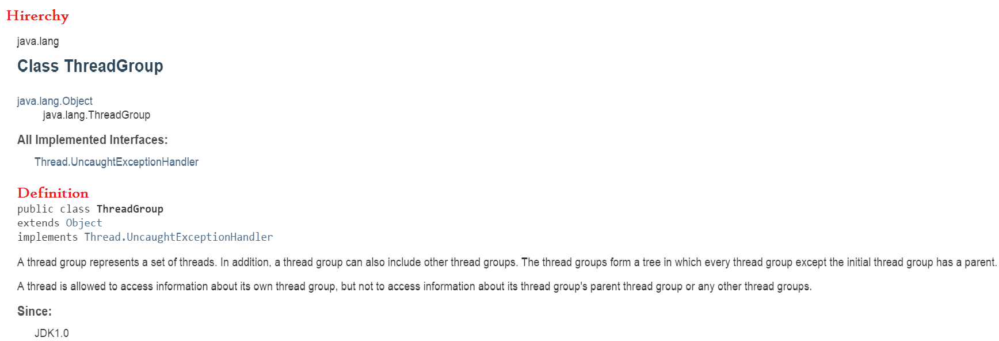 Hirerchy
java.lang
Class ThreadGroup
java.lang.Object
java.lang.ThreadGroup
All Implemented Interfaces:
Thread.UncaughtExceptionHandler
Definition
public class ThreadGroup
extends Object
implements Thread.UncaughtExceptionHandler
A thread group represents a set of threads. In addition, a thread group can also include other thread groups. The thread groups form a tree in which every thread group except the initial thread group has a parent.
A thread is allowed to access information about its own thread group, but not to access information about its thread group's parent thread group or any other thread groups.
Since:
JDK1.0